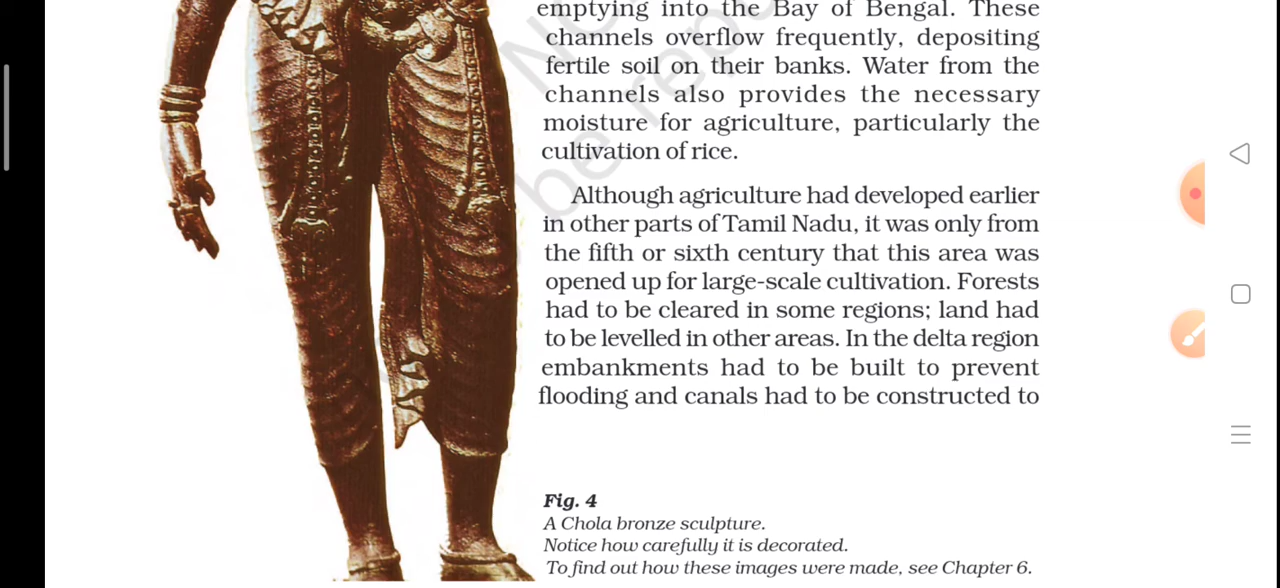 emptying into the Bay of Bengal. These
channels overflow frequently, depositing
fertile soil on their banks. Water from the
channels also provides the necessary
moisture for agriculture, particularly the
cultivation of rice.
Although agriculture had developed earlier
in other parts of Tamil Nadu, it was only from
the fifth or sixth century that this area was
opened up for large-scale cultivation. Forests
had to be cleared in some regions; land had
to be levelled in other areas. In the delta region
embankments had to be built to prevent
flooding and canals had to be constructed to
Fig. 4
A Chola bronze sculpture.
Notice how carefully it is decorated.
To find out how these images were made, see Chapter 6.